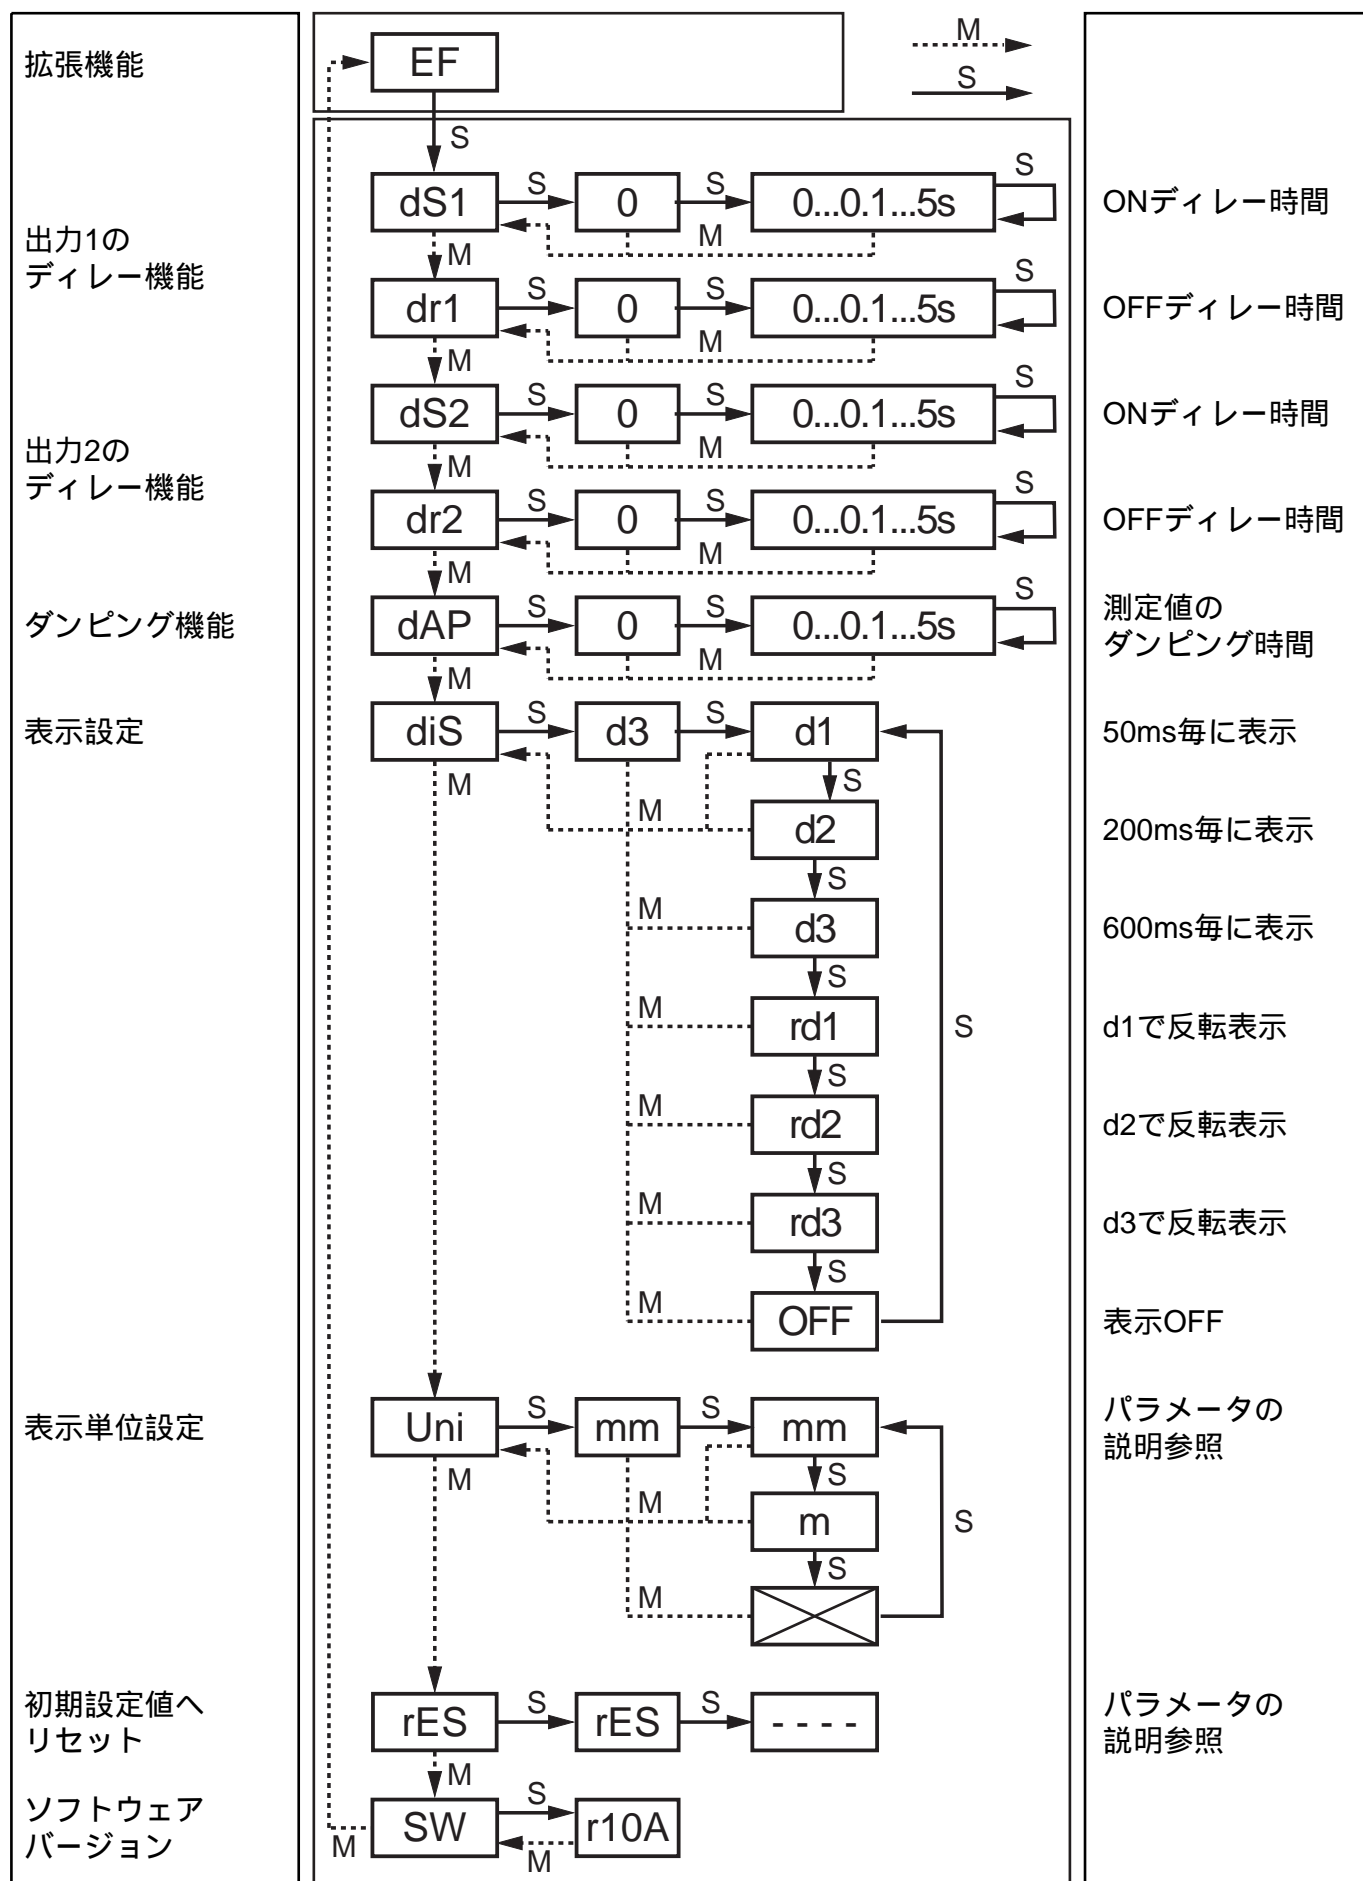 拡張機能
EF
M
S
S
出力1の
ディレー機能
dS1
S
0
S
0...0.1...5s
S
M
M
ONディレー時間
dr1
S
0
S
0...0.1...5s
S
M
M
OFFディレー時間
出力2の
ディレー機能
dS2
S
0
S
0...0.1...5s
S
M
M
ONディレー時間
dr2
S
0
S
0...0.1...5s
S
M
M
OFFディレー時間
ダンピング機能
dAP
S
0
S
0...0.1...5s
S
M
M
測定値の
ダンピング時間
表示設定
diS
S
d3
S
d1
50ms毎に表示
M
S
M
d2
200ms毎に表示
S
M
d3
600ms毎に表示
S
M
rd1
S
d1で反転表示
S
M
rd2
d2で反転表示
S
M
rd3
d3で反転表示
S
M
OFF
表示OFF
表示単位設定
Uni
S
mm
S
mm
パラメータの
説明参照
M
S
M
m
S
S
M
初期設定値へ
リセット
rES
S
rES
S
- - - -
パラメータの
説明参照
M
ソフトウェア
バージョン
SW
S
r10A
M
M